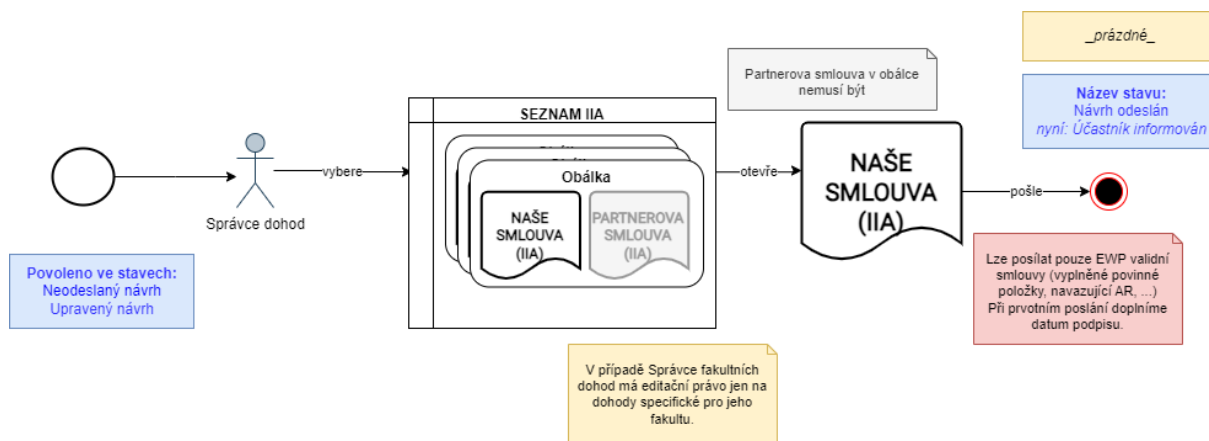 _prázdné_
Partnerova smlouva v obálce
nemusí být
Název stavu:
Návrh odeslán
nyní: Účastník informován
SEZNAM IIA
Obálka
NAŠE
SMLOUVA
(IIA)
PARTNEROVA
SMLOUVA
(IIA)
vybere
otevře
NAŠE
SMLOUVA
(IIA)
pošle
Správce dohod
Povoleno ve stavech:
Neodeslaný návrh
Upravený návrh
Lze posílat pouze EWP validní
smlouvy (vyplněné povinné
položky, navazující AR, ...)
Při prvotním poslání doplníme
datum podpisu.
V případě Správce fakultních
dohod má editační právo jen na
dohody specifické pro jeho
fakultu.